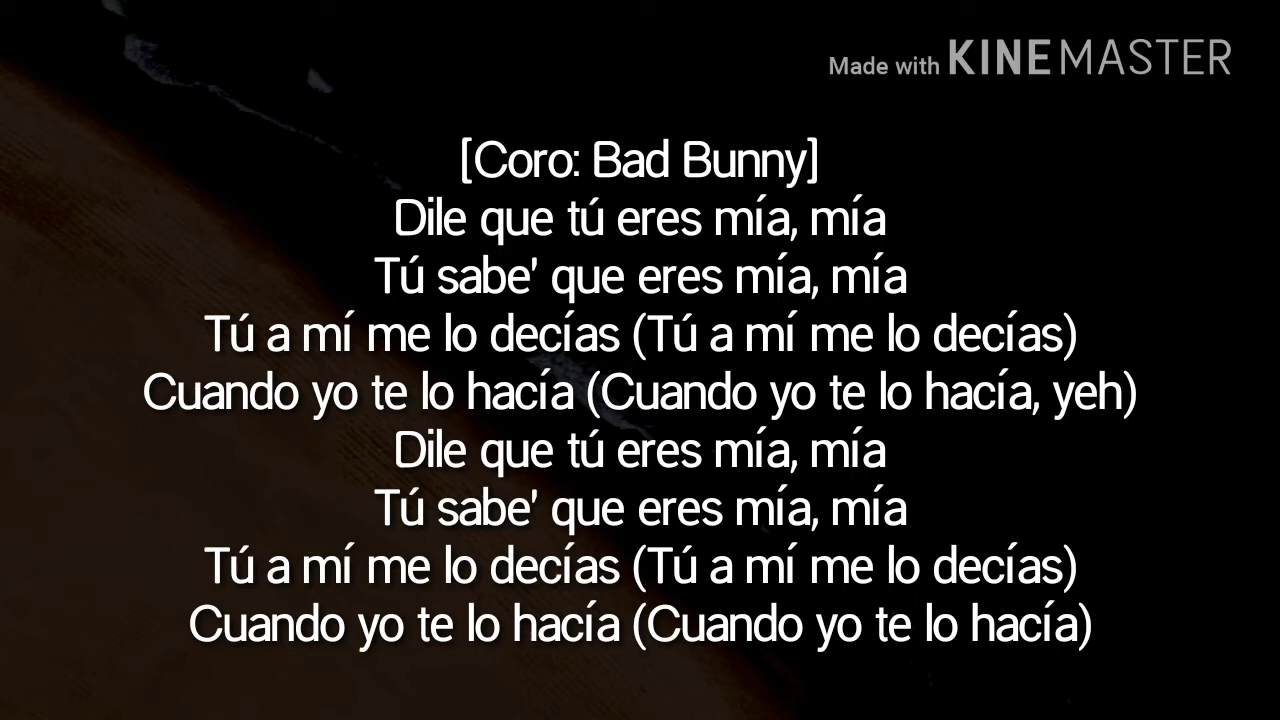 Made with KINEMASTER
[Coro: Bad Bunny]
Dile que tú eres mía, mía
Tú sabe' que eres mía, mía
Tú a mí me lo decías (Tú a mí me lo decías)
Cuando yo te lo hacía (Cuando yo te lo hacía, yeh)
Dile que tú eres mía, mía
Tú sabe' que eres mía, mía
Tú a mí me lo decías (Tú a mí me lo decías)
Cuando yo te lo hacía (Cuando yo te lo hacía)